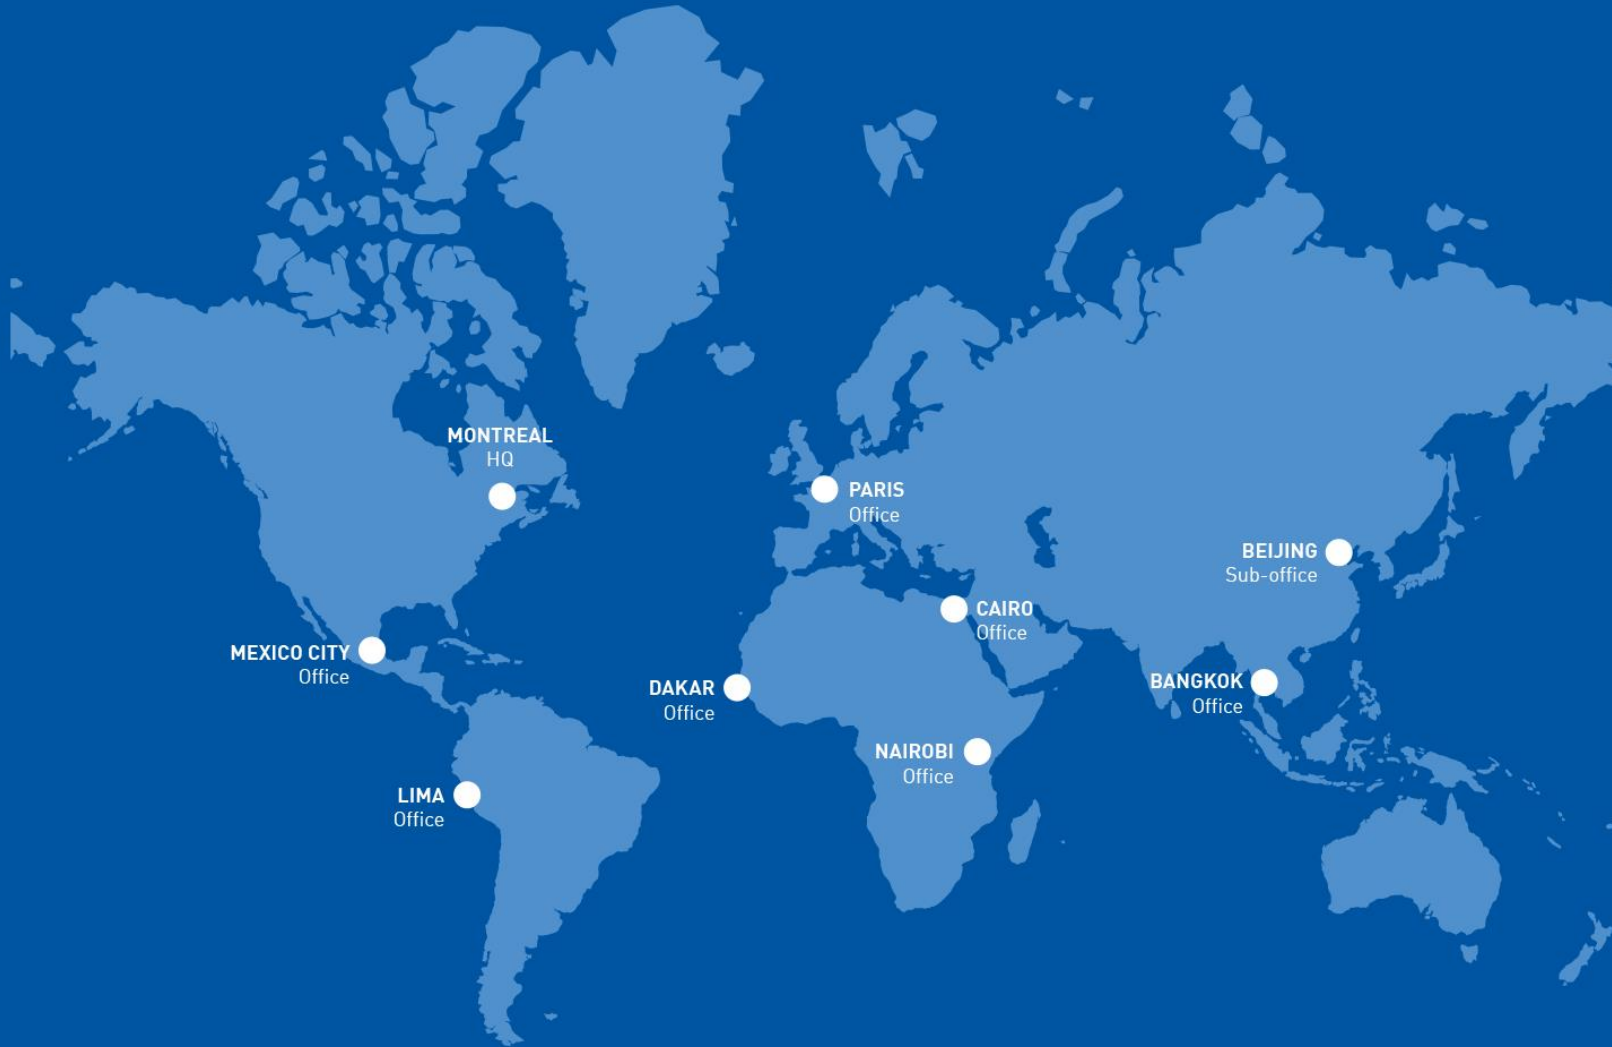 MONTREAL
HQ
PARIS
Office
BEIJING
Sub-office
CAIRO
Office
MEXICO CITY
Office
DAKAR
Office
BANGKOK
Office
NAIROBI
Office
LIMA
Office